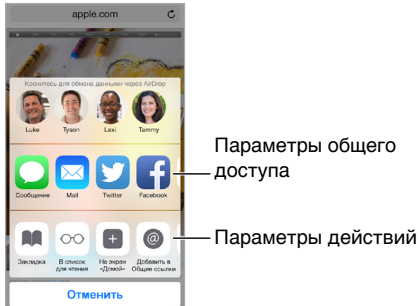 apple.com
Коснитесь для обмена данными через AirDrop
Luke Tyson Lexi Tammy
Сообщение Mail Twitter Facebook
Параметры общего
доступа
Закладка В список На экран Добавить в
для чтения «Домой» Общие ссылки
Параметры действий
Отменить